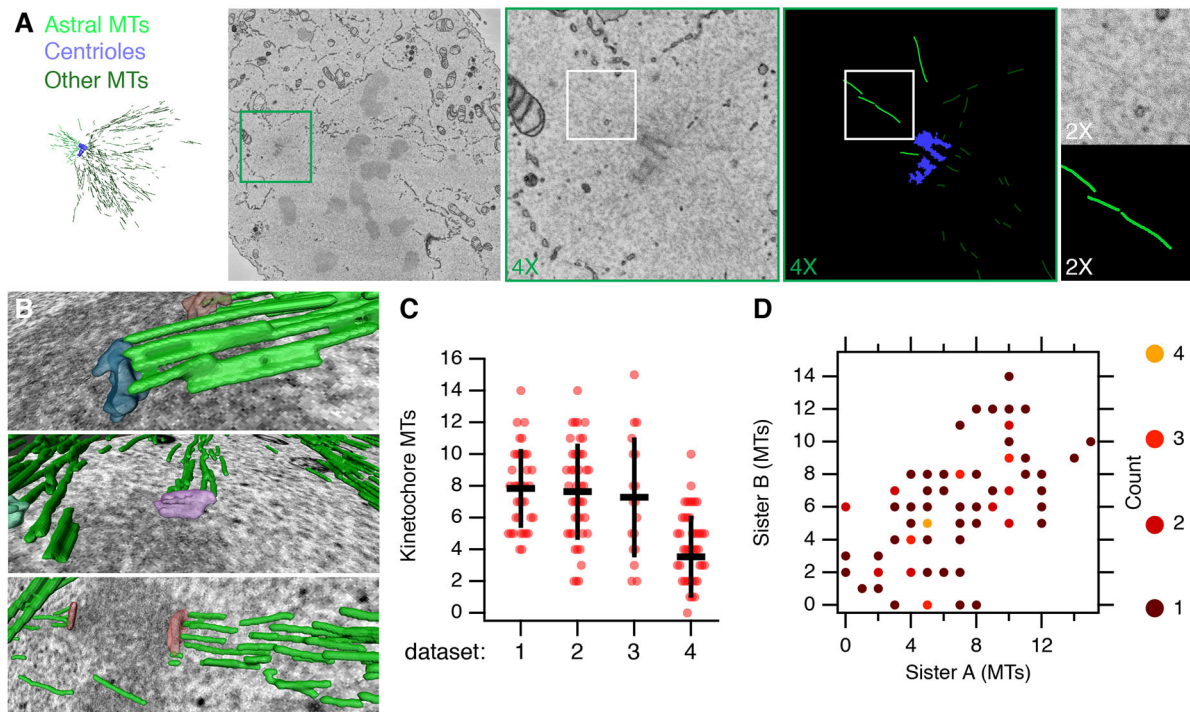 A
Astral MTs
Centrioles
Other MTs
4X
4X
2X
2X
B
C
Kinetochore MTs
16
14
12
10
8
6
4
2
0
dataset: 1 2 3 4
D
Sister B (MTs)
14
12
10
8
6
4
2
0
0 4 8 12
Sister A (MTs)
Count
4
3
2
1